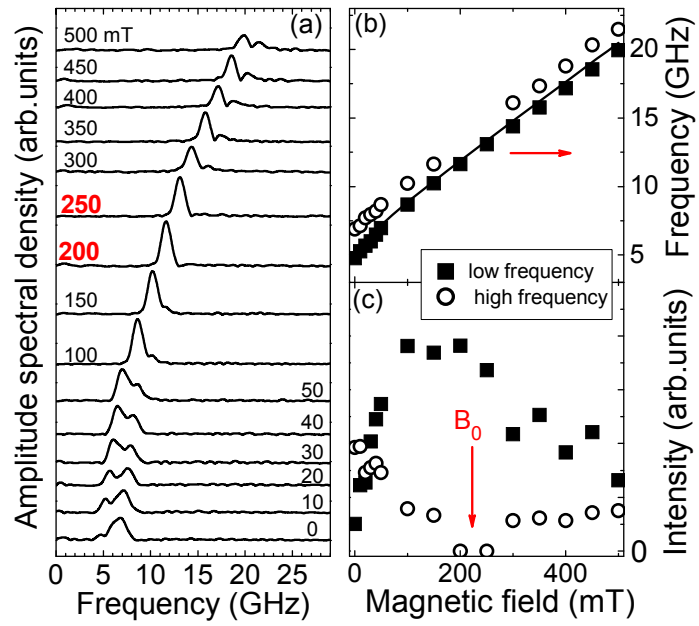 (a)
500 mT
450
400
350
300
250
200
150
100
50
40
30
20
10
0
Amplitude spectral density (arb.units)
0 5 10 15 20 25
Frequency (GHz)
(b)
20
15
10
5
Frequency (GHz)
low frequency
high frequency
(c)
B0
Intensity (arb.units)
0
0 200 400
Magnetic field (mT)